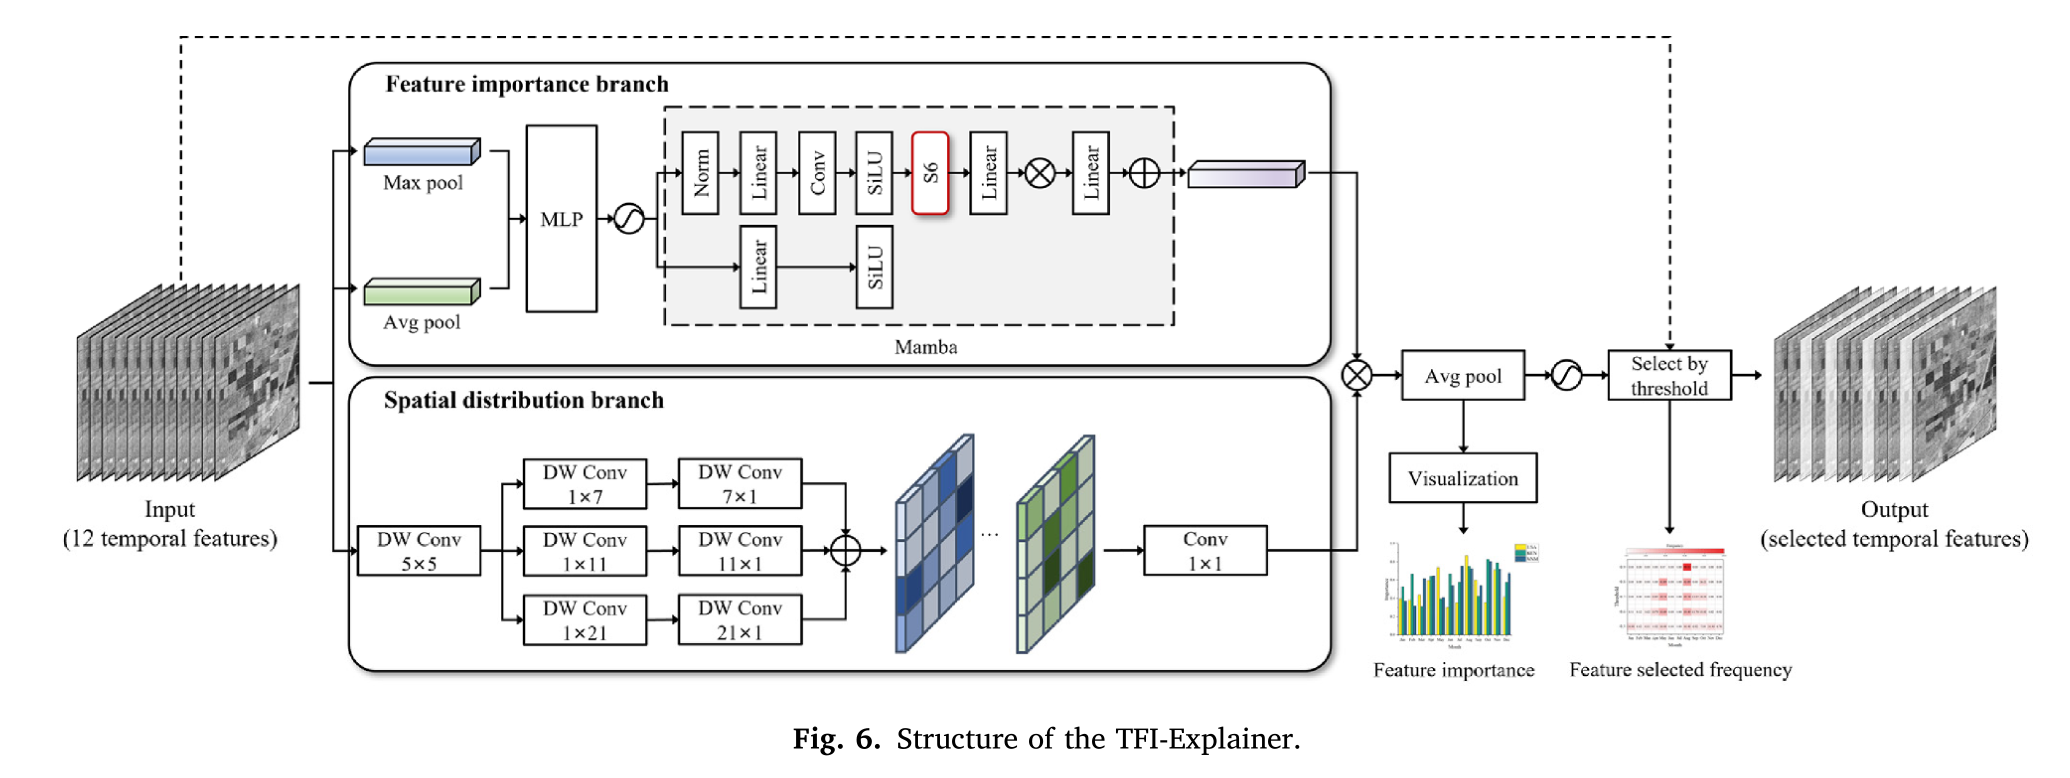 Feature importance branch
Max pool
Avg pool
MLP
Norm
Linear
Conv
SiLU
S6
Linear
Linear
Linear
SiLU
Mamba
Input
(12 temporal features)
Spatial distribution branch
DW Conv
5×5
DW Conv
1×7
DW Conv
7×1
DW Conv
1×11
DW Conv
11×1
DW Conv
1×21
DW Conv
21×1
...
Conv
1×1
Avg pool
Select by
threshold
Visualization
Feature importance
Feature selected frequency
Output
(selected temporal features)
Month
Month
Fig. 6. Structure of the TFI-Explainer.